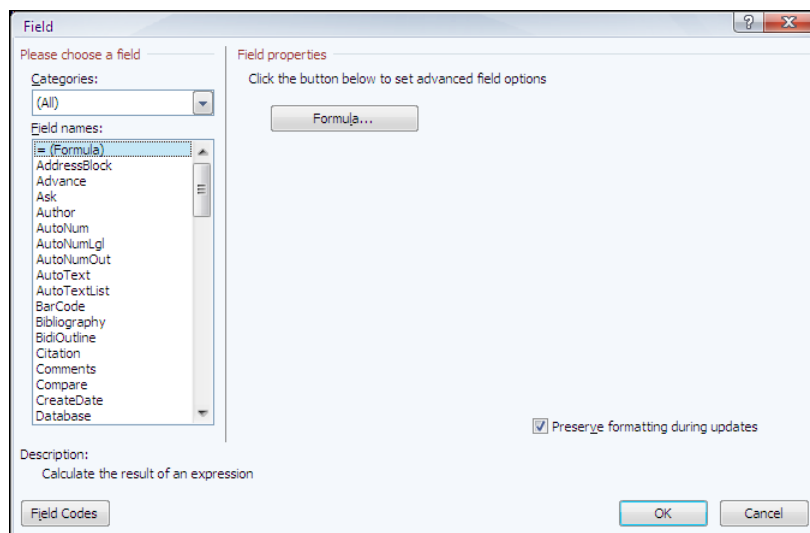 Field
Please choose a field
Categories:
(All)
Field names:
= (Formula)
AddressBlock
Advance
Ask
Author
AutoNum
AutoNumLgl
AutoNumOut
AutoText
AutoTextList
BarCode
Bibliography
BidiOutline
Citation
Comments
Compare
CreateDate
Database
Field properties
Click the button below to set advanced field options
Formula...
Preserve formatting during updates
Description:
Calculate the result of an expression
Field Codes
OK
Cancel